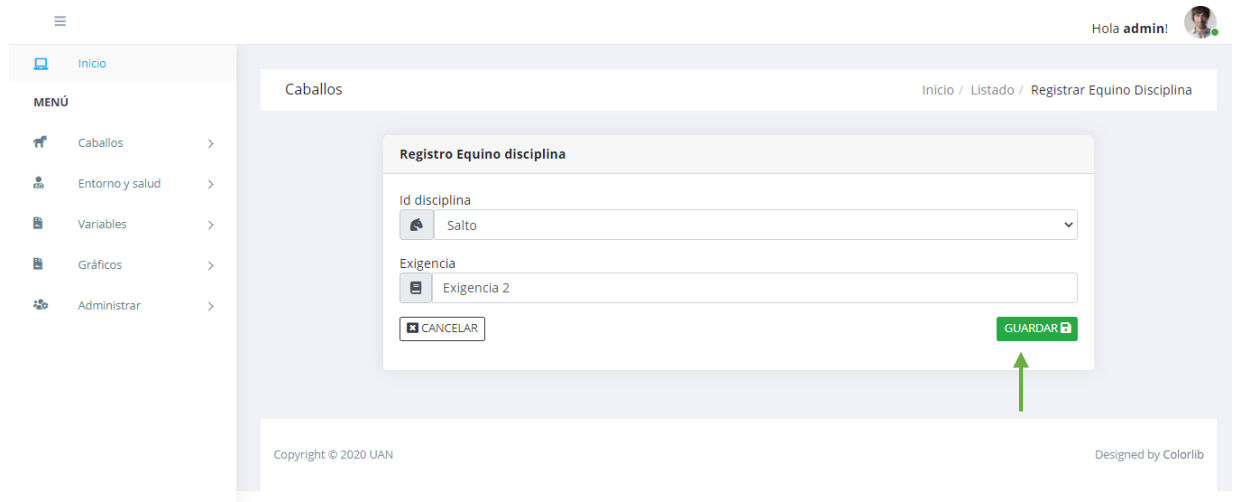 Hola admin!
Inicio
MENÚ
Caballos
Entorno y salud
Variables
Gráficos
Administrar
Caballos
Inicio / Listado / Registrar Equino Disciplina
Registro Equino disciplina
Id disciplina
Salto
Exigencia
Exigencia 2
CANCELAR
GUARDAR
Copyright © 2020 UAN
Designed by Colorlib